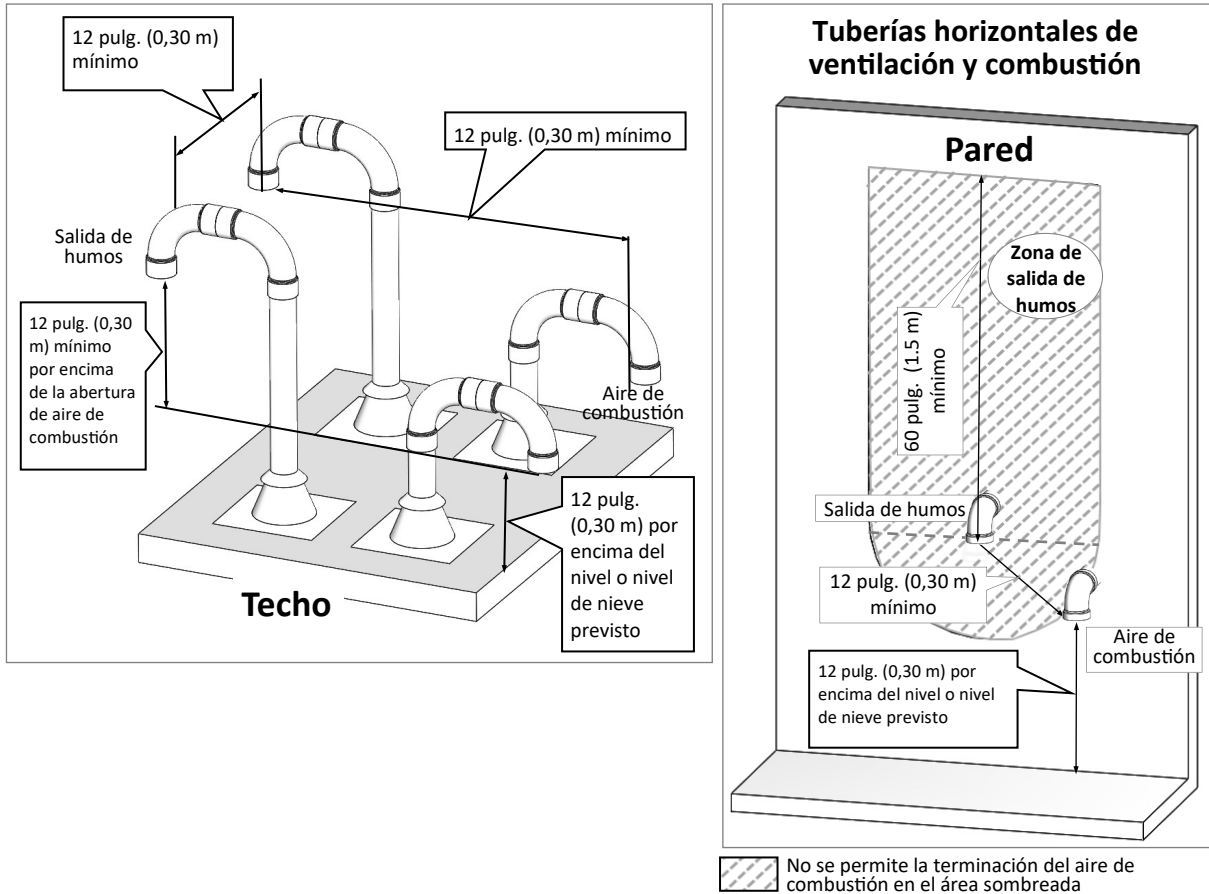 12 pulg. (0,30 m)
mínimo
12 pulg. (0,30 m) mínimo
Salida de
humos
12 pulg. (0,30
m) mínimo
por encima
de la abertura
de aire de
combustión
Aire de
combustión
12 pulg.
(0,30 m) por
encima del
nivel o nivel
de nieve
previsto
Techo
Tuberías horizontales de
ventilación y combustión
Pared
Zona de
salida de
humos
60 pulg. (1.5 m)
mínimo
Salida de humos
12 pulg. (0,30 m)
mínimo
Aire de
combustión
12 pulg. (0,30 m) por
encima del nivel o nivel
de nieve previsto
No se permite la terminación del aire de
combustión en el área sombreada